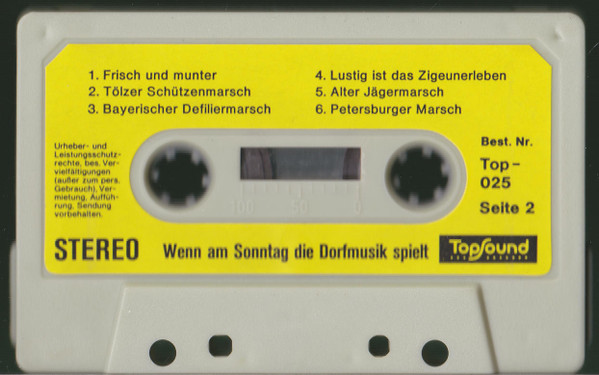 1. Frisch und munter
2. Tölzer Schützenmarsch
3. Bayerischer Defiliermarsch
4. Lustig ist das Zigeunerleben
5. Alter Jägermarsch
6. Petersburger Marsch
Urheber- und
Leistungsschutz-
rechte, bes. Ver-
vielfältigungen
(außer zum pers.
Gebrauch), Ver-
mietung, Auffüh-
rung, Sendung
vorbehalten.
100 50 0
Best. Nr.
Top –
025
Seite 2
STEREO
Wenn am Sonntag die Dorfmusik spielt
TopSound